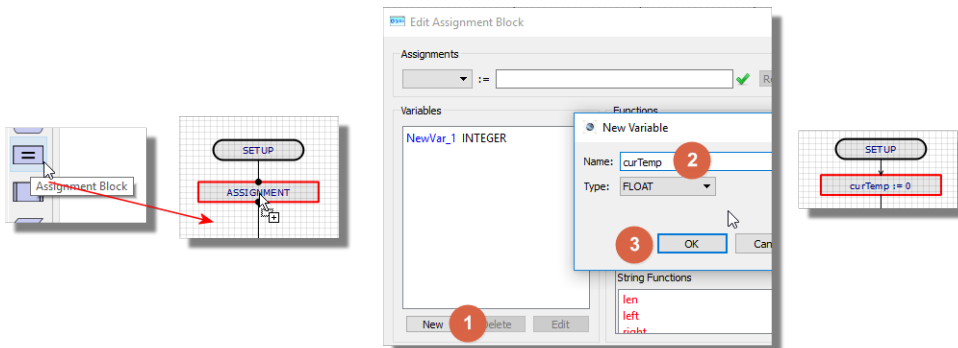 Assignment Block
SETUP
ASSIGNMENT
Edit Assignment Block
Assignments
:=
Variables
NewVar_1 INTEGER
New
1
Delete
Edit
Functions
New Variable
Name: curTemp
2
Type: FLOAT
3
OK
String Functions
len
left
right
SETUP
curTemp := 0